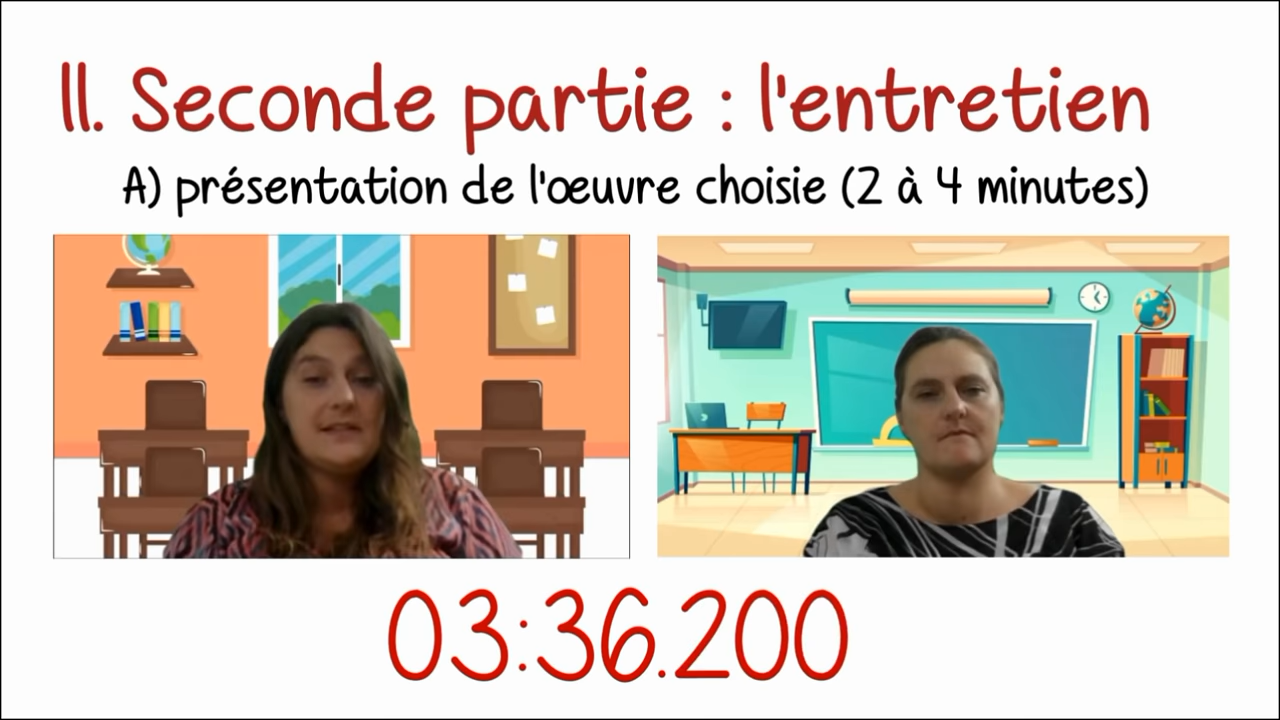 II. Seconde partie : l'entretien
A) présentation de l'œuvre choisie (2 à 4 minutes)
03:36.200